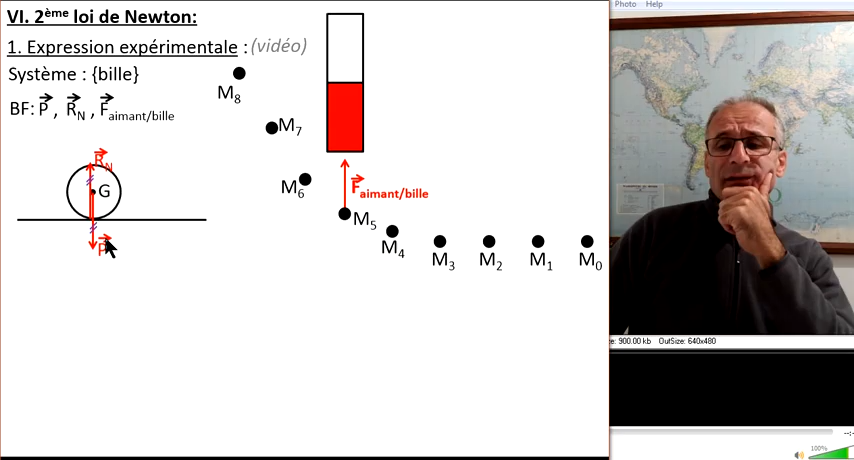 VI. 2ème loi de Newton:
1. Expression expérimentale : (vidéo)
Système : {bille}
BF: P , RN , Faimant/bille
M8
M7
M6
Faimant/bille
M5
M4
M3 M2 M1 M0
RN
G
P
Photo Help
ze: 900.00 kb OutSize: 640x480
100%